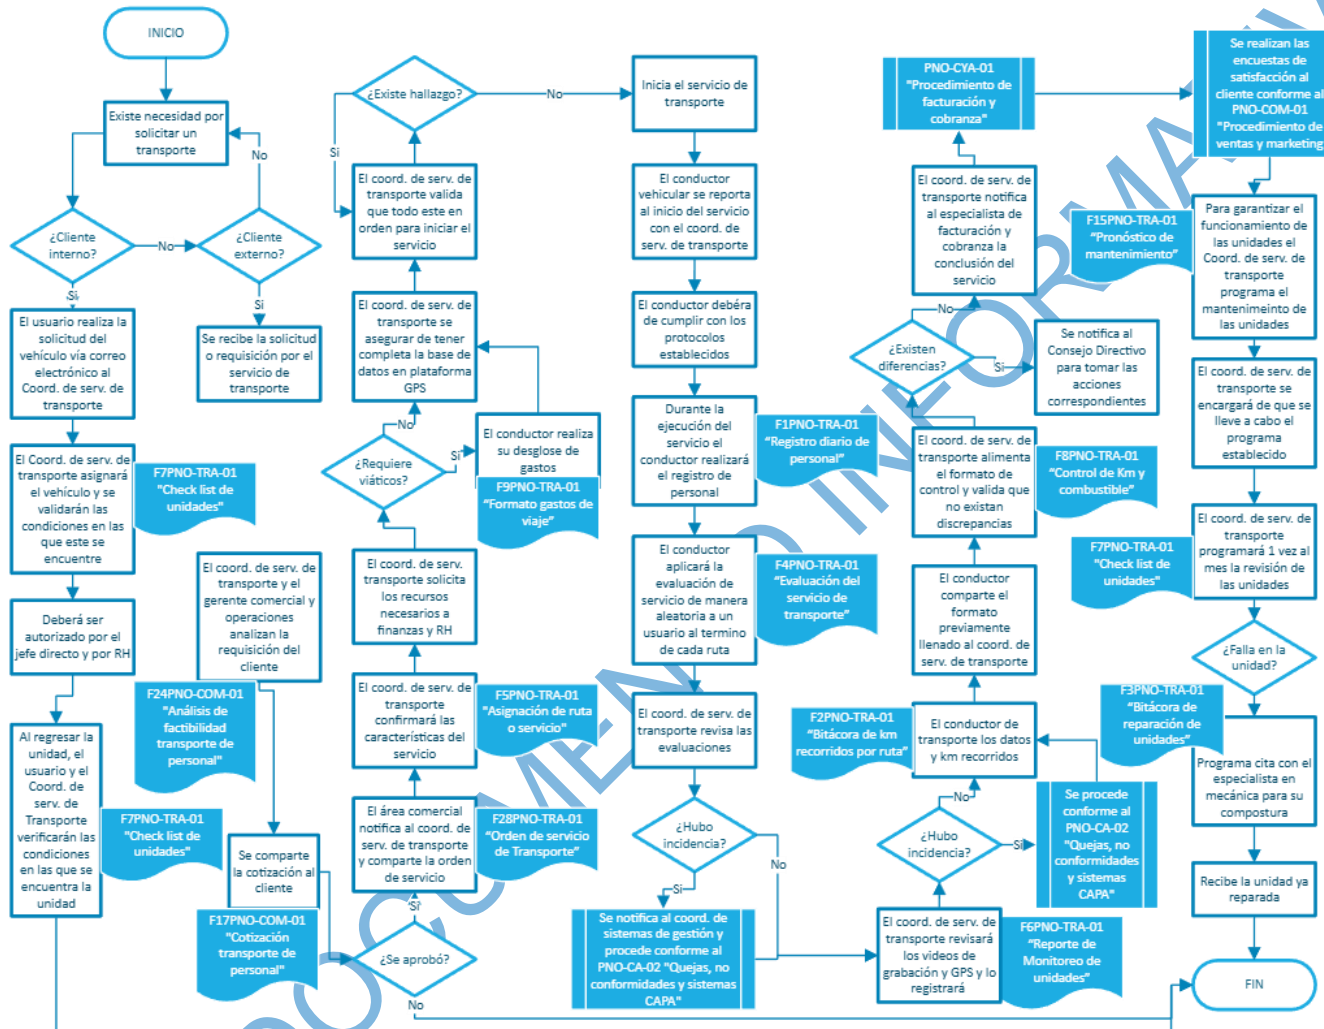 INICIO
Existe necesidad por
solicitar un
transporte
No
¿Cliente
interno?
No
¿Cliente
externo?
Si
Si
El usuario realiza la
solicitud del
vehículo vía correo
electrónico al
Coord. de serv. de
transporte
Se recibe la solicitud
o requisición por el
servicio de
transporte
El Coord. de serv. de
transporte asignará
el vehículo y se
validarán las
condiciones en las
que este se
encuentre
F7PNO-TRA-01
"Check list de
unidades"
Deberá ser
autorizado por el
jefe directo y por RH
El coord. de serv. de
transporte y el
gerente comercial y
operaciones
analizan la
requisición del
cliente
F24PNO-COM-01
"Análisis de
factibilidad
transporte de
personal"
Al regresar la
unidad, el
usuario y el
Coord. de
serv. de
Transporte
verificarán las
condiciones
en las que se
encuentra la
unidad
F7PNO-TRA-01
"Check list de
unidades"
Se comparte
la cotización al
cliente
F17PNO-COM-01
"Cotización
transporte de
personal"
¿Se aprobó?
No
Si
El área comercial
notifica al coord. de
serv. de transporte
y comparte la orden
de servicio
F28PNO-TRA-01
"Orden de servicio
de Transporte"
El coord. de serv. de
transporte
confirmará las
características del
servicio
F5PNO-TRA-01
"Asignación de ruta
o servicio"
El coord. de serv.
transporte solicita
los recursos
necesarios a
finanzas y RH
¿Requiere
viáticos?
Si
No
El conductor realiza
su desglose de
gastos
F9PNO-TRA-01
"Formato gastos de
viaje"
El coord. de serv. de
transporte se
asegurar de tener
completa la base de
datos en plataforma
GPS
El coord. de serv. de
transporte valida
que todo este en
orden para iniciar el
servicio
Si
¿Existe hallazgo?
No
Inicia el servicio de
transporte
El conductor
vehicular se reporta
al inicio del servicio
con el coord. de
serv. de transporte
El conductor debéra
de cumplir con los
protocolos
establecidos
Durante la
ejecución del
servicio el
conductor realizará
el registro de
personal
F1PNO-TRA-01
"Registro diario de
personal"
El conductor
aplicará la
evaluación de
servicio de manera
aleatoria a un
usuario al termino
de cada ruta
F4PNO-TRA-01
"Evaluación del
servicio de
transporte"
El coord. de serv. de
transporte revisa las
evaluaciones
¿Hubo
incidencia?
No
Si
Se notifica al coord. de
sistemas de gestión y
procede conforme al
PNO-CA-02 "Quejas, no
conformidades y sistemas
CAPA"
El coord. de serv. de
transporte revisará
los videos de
grabación y GPS y lo
registrará
F6PNO-TRA-01
"Reporte de
Monitoreo de
unidades"
¿Hubo
incidencia?
Si
No
Se procede
conforme al
PNO-CA-02
"Quejas, no
conformidades
y sistemas
CAPA"
El conductor de
transporte los datos
y km recorridos
F2PNO-TRA-01
"Bitácora de km
recorridos por ruta"
El conductor
comparte el
formato
previamente
llenado al coord. de
serv. de transporte
El coord. de serv. de
transporte alimenta
el formato de
control y valida que
no existan
discrepancias
F8PNO-TRA-01
"Control de Km y
combustible"
¿Existen
diferencias?
Si
No
Se notifica al
Consejo Directivo
para tomar las
acciones
correspondientes
El coord. de serv. de
transporte notifica
al especialista de
facturación y
cobranza la
conclusión del
servicio
PNO-CYA-01
"Procedimiento de
facturación y
cobranza"
Se realizan las
encuestas de
satisfacción al
cliente conforme al
PNO-COM-01
"Procedimiento de
ventas y marketing
Para garantizar el
funcionamiento de
las unidades el
Coord. de serv. de
transporte
programa el
mantenimeinto de
las unidades
F15PNO-TRA-01
"Pronóstico de
mantenimiento"
El coord. de serv. de
transporte se
encargará de que se
lleve a cabo el
programa
establecido
El coord. de serv. de
transporte
programará 1 vez al
mes la revisión de
las unidades
F7PNO-TRA-01
"Check list de
unidades"
¿Falla en la
unidad?
F3PNO-TRA-01
"Bitácora de
reparación de
unidades"
Programa cita con el
especialista en
mecánica para su
compostura
Recibe la unidad ya
reparada
FIN
DOCUMENTO INFORMATIV